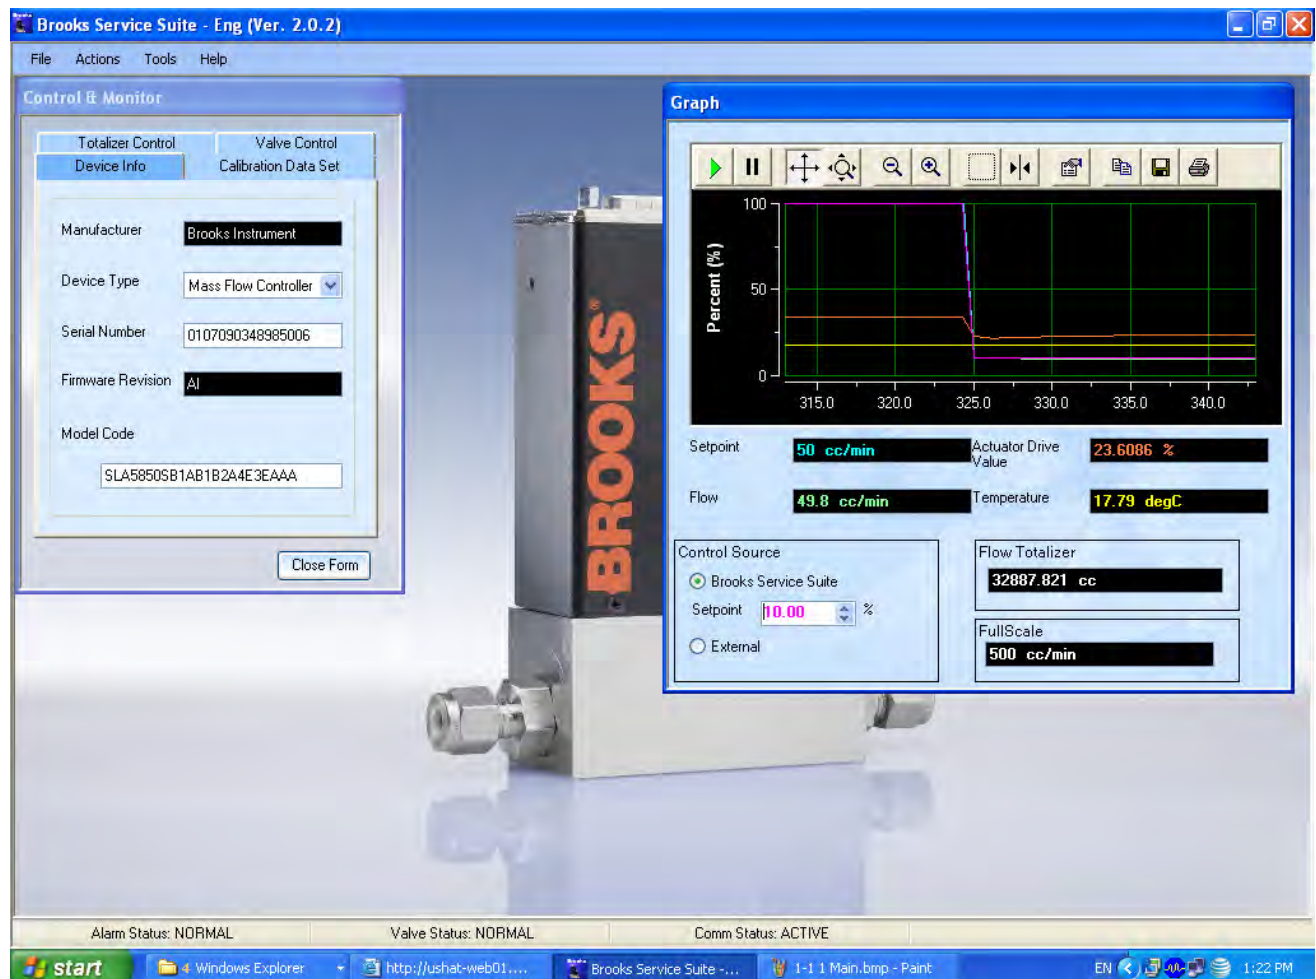 Brooks Service Suite - Eng (Ver. 2.0.2)
File Actions Tools Help
Control & Monitor
Totalizer Control Valve Control
Device Info Calibration Data Set
Manufacturer Brooks Instrument
Device Type Mass Flow Controller
Serial Number 0107090348985006
Firmware Revision AI
Model Code
SLA5850SB1AB1B2A4E3EAAA
Close Form
BROOKS®
Graph
Percent (%)
100
50
0
315.0 320.0 325.0 330.0 335.0 340.0
Setpoint 50 cc/min Actuator Drive Value 23.6086 %
Flow 49.8 cc/min Temperature 17.79 degC
Control Source
Brooks Service Suite
Setpoint 10.00 %
External
Flow Totalizer
32887.821 cc
FullScale
500 cc/min
Alarm Status: NORMAL Valve Status: NORMAL Comm Status: ACTIVE
start 4 Windows Explorer http://ushat-web01.... Brooks Service Suite -... 1-1 1 Main.bmp - Paint EN 1:22 PM